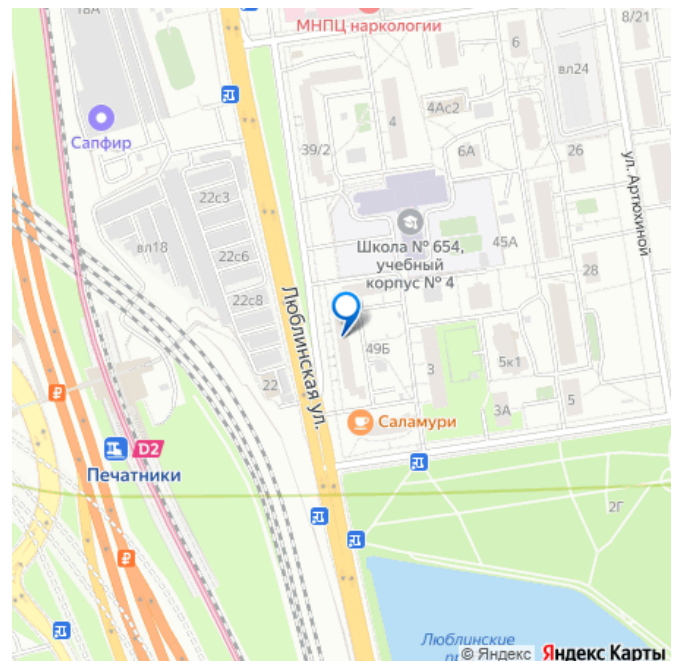 18А
МНПЦ наркологии
8/21
6
вл24
4Ас2
4
Сапфир
39/2
6А
26
ул. Артюхиной
22с3
вл18
Школа № 654,
учебный
корпус № 4
45А
22с6
28
22с8
Люблинская ул.
49Б
3
5к1
22
3А
5
Саламури
D2
Печатники
2Г
Люблинские
© Яндекс Яндекс Карты